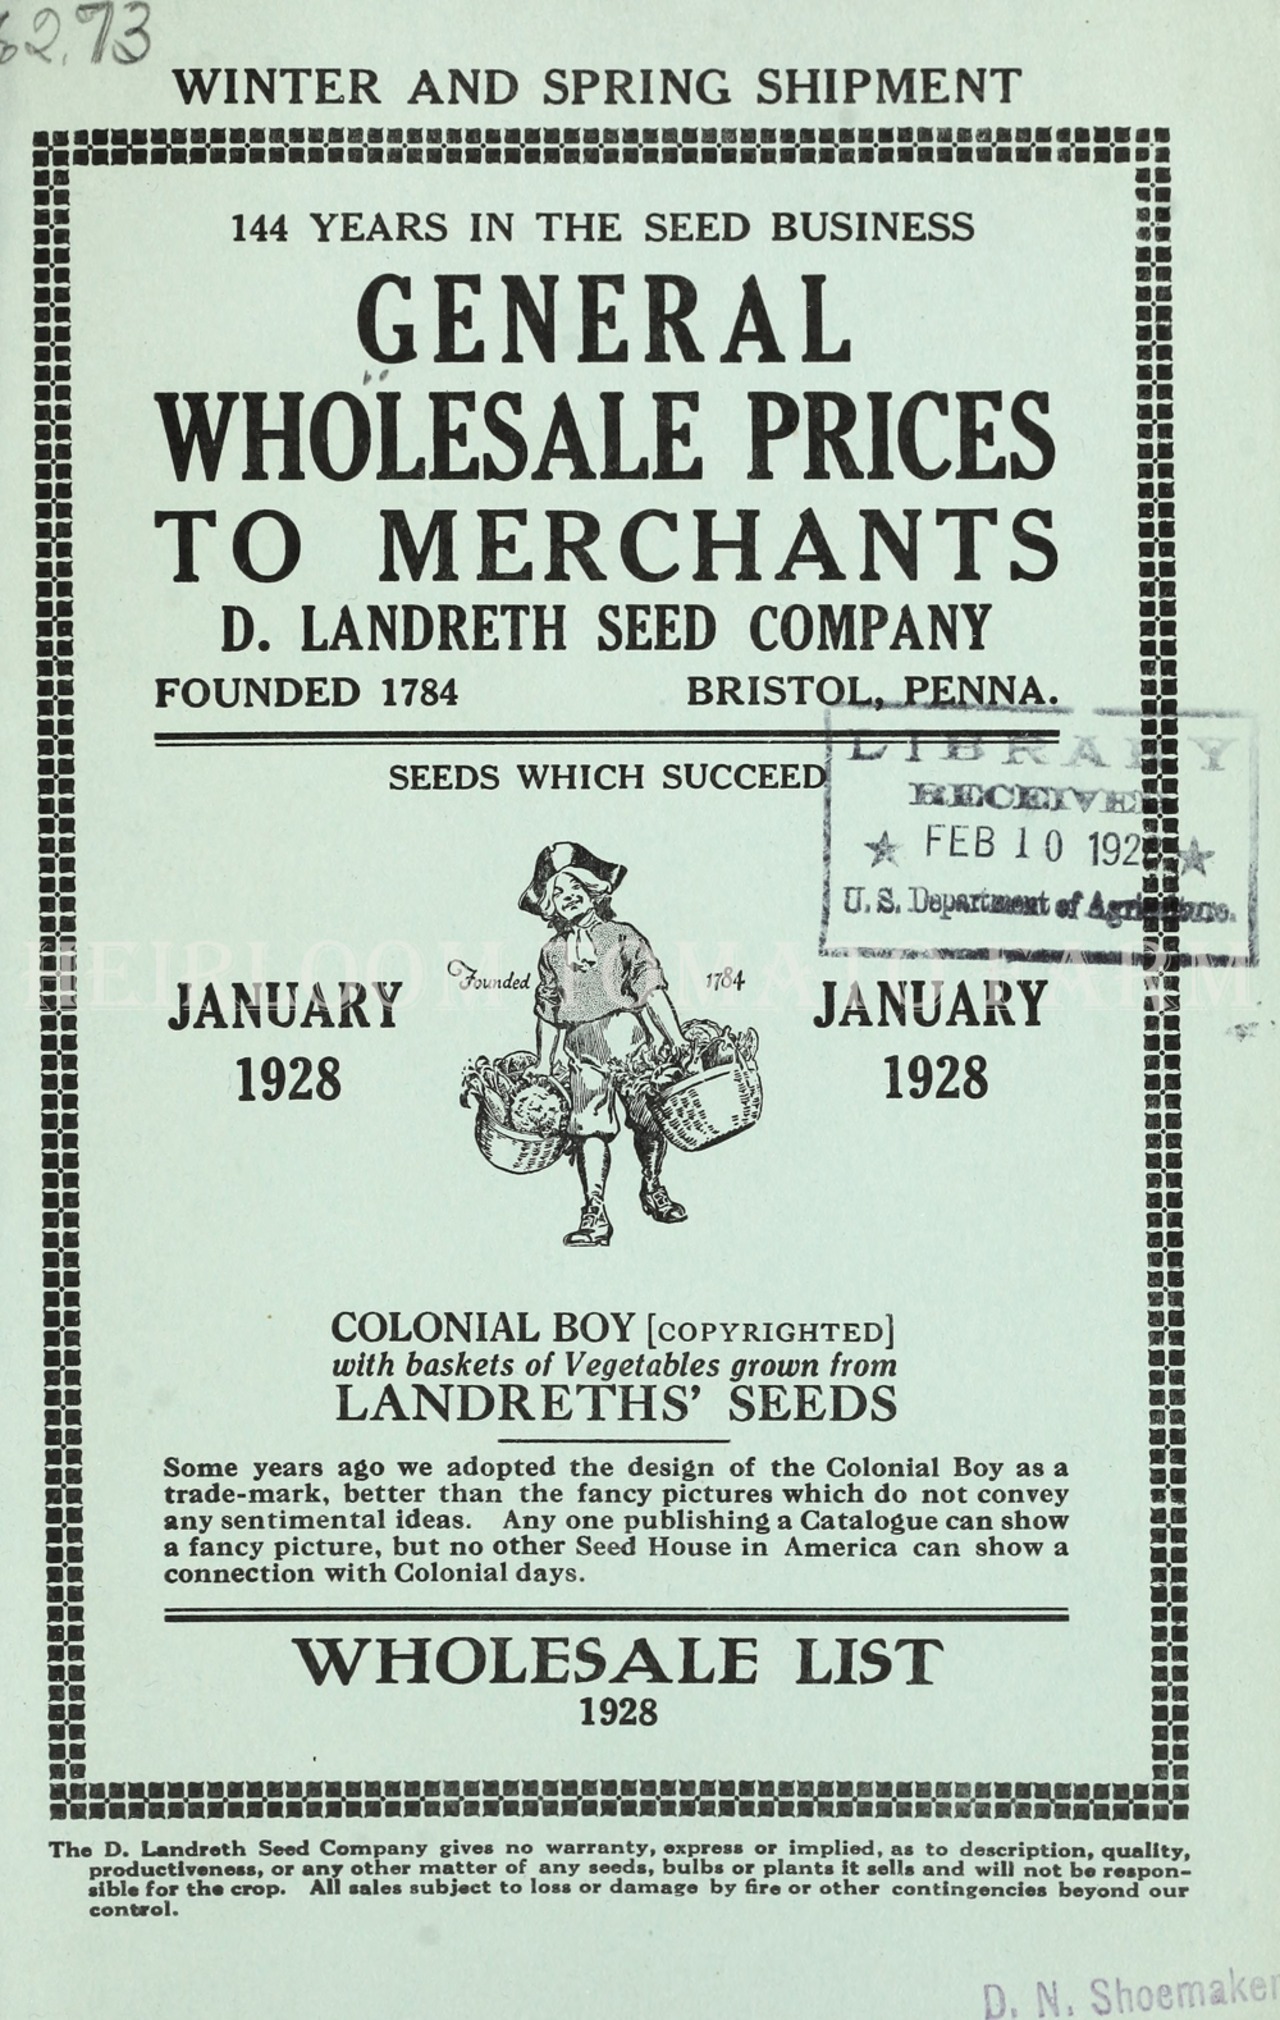 62.73
WINTER AND SPRING SHIPMENT
144 YEARS IN THE SEED BUSINESS
GENERAL
WHOLESALE PRICES
TO MERCHANTS
D. LANDRETH SEED COMPANY
FOUNDED 1784 BRISTOL, PENNA.
SEEDS WHICH SUCCEED
LIBRARY
RECEIVED
★ FEB 10 192 ★
U. S. Department of Agriculture.
HEIRLOOM TOMATO FARM
Founded 1784
JANUARY JANUARY
1928 1928
COLONIAL BOY [COPYRIGHTED]
with baskets of Vegetables grown from
LANDRETHS' SEEDS
Some years ago we adopted the design of the Colonial Boy as a
trade-mark, better than the fancy pictures which do not convey
any sentimental ideas. Any one publishing a Catalogue can show
a fancy picture, but no other Seed House in America can show a
connection with Colonial days.
WHOLESALE LIST
1928
The D. Landreth Seed Company gives no warranty, express or implied, as to description, quality,
productiveness, or any other matter of any seeds, bulbs or plants it sells and will not be respon-
sible for the crop. All sales subject to loss or damage by fire or other contingencies beyond our
control.
D. N. Shoemaker